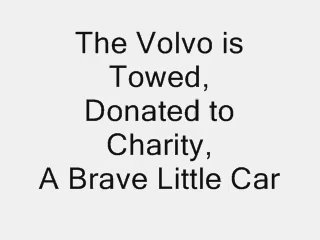 The Volvo is
Towed,
Donated to
Charity,
A Brave Little Car